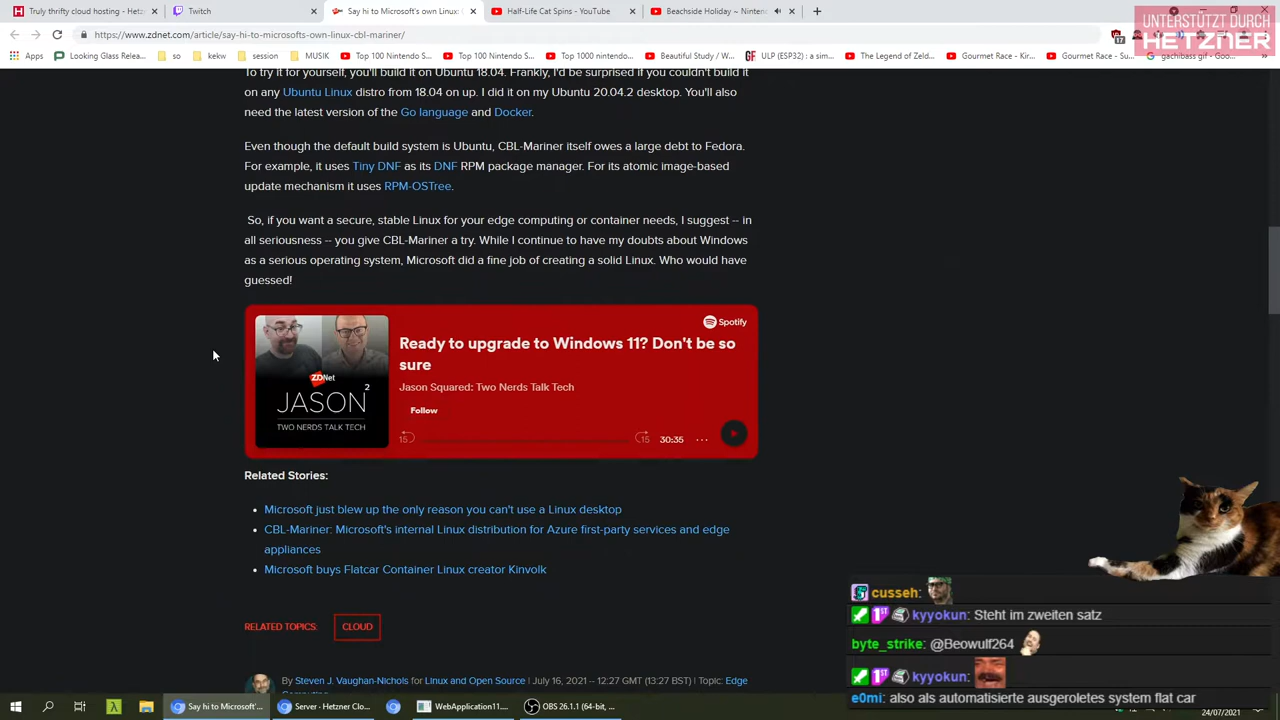 Truly thrifty cloud hosting - Hetz
Twitch
Say hi to Microsoft's own Linux:
Half-Life Cat Spins - YouTube
Beachside Holiday ~ Ninten
UNTERSTÜTZT DURCH
HETZNER
https://www.zdnet.com/article/say-hi-to-microsofts-own-linux-cbl-mariner/
17
Apps
Looking Glass Relea...
so
kekw
session
MUSIK
Top 100 Nintendo S...
Top 100 Nintendo S...
Top 1000 nintendo...
Beautiful Study / W...
ULP (ESP32) : a sim...
The Legend of Zeld...
Gourmet Race - Kir...
Gourmet Race - Su...
gachibass gif - Goo...
To try it for yourself, you'll build it on Ubuntu 18.04. Frankly, I'd be surprised if you couldn't build it
on any Ubuntu Linux distro from 18.04 on up. I did it on my Ubuntu 20.04.2 desktop. You'll also
need the latest version of the Go language and Docker.
Even though the default build system is Ubuntu, CBL-Mariner itself owes a large debt to Fedora.
For example, it uses Tiny DNF as its DNF RPM package manager. For its atomic image-based
update mechanism it uses RPM-OSTree.
So, if you want a secure, stable Linux for your edge computing or container needs, I suggest -- in
all seriousness -- you give CBL-Mariner a try. While I continue to have my doubts about Windows
as a serious operating system, Microsoft did a fine job of creating a solid Linux. Who would have
guessed!
Spotify
Ready to upgrade to Windows 11? Don't be so
sure
Jason Squared: Two Nerds Talk Tech
Follow
ZDNet
JASON 2
TWO NERDS TALK TECH
15
15
30:35
Related Stories:
Microsoft just blew up the only reason you can't use a Linux desktop
CBL-Mariner: Microsoft's internal Linux distribution for Azure first-party services and edge
appliances
Microsoft buys Flatcar Container Linux creator Kinvolk
RELATED TOPICS:
CLOUD
By Steven J. Vaughan-Nichols for Linux and Open Source | July 16, 2021 -- 12:27 GMT (13:27 BST) | Topic: Edge
Computing
cusseh:
kyyokun: Steht im zweiten satz
byte_strike: @Beowulf264
kyyokun:
e0mi: also als automatisierte ausgeroletes system flat car
Say hi to Microsoft'...
Server · Hetzner Clo...
WebApplication11...
OBS 26.1.1 (64-bit, ...
24/07/2021